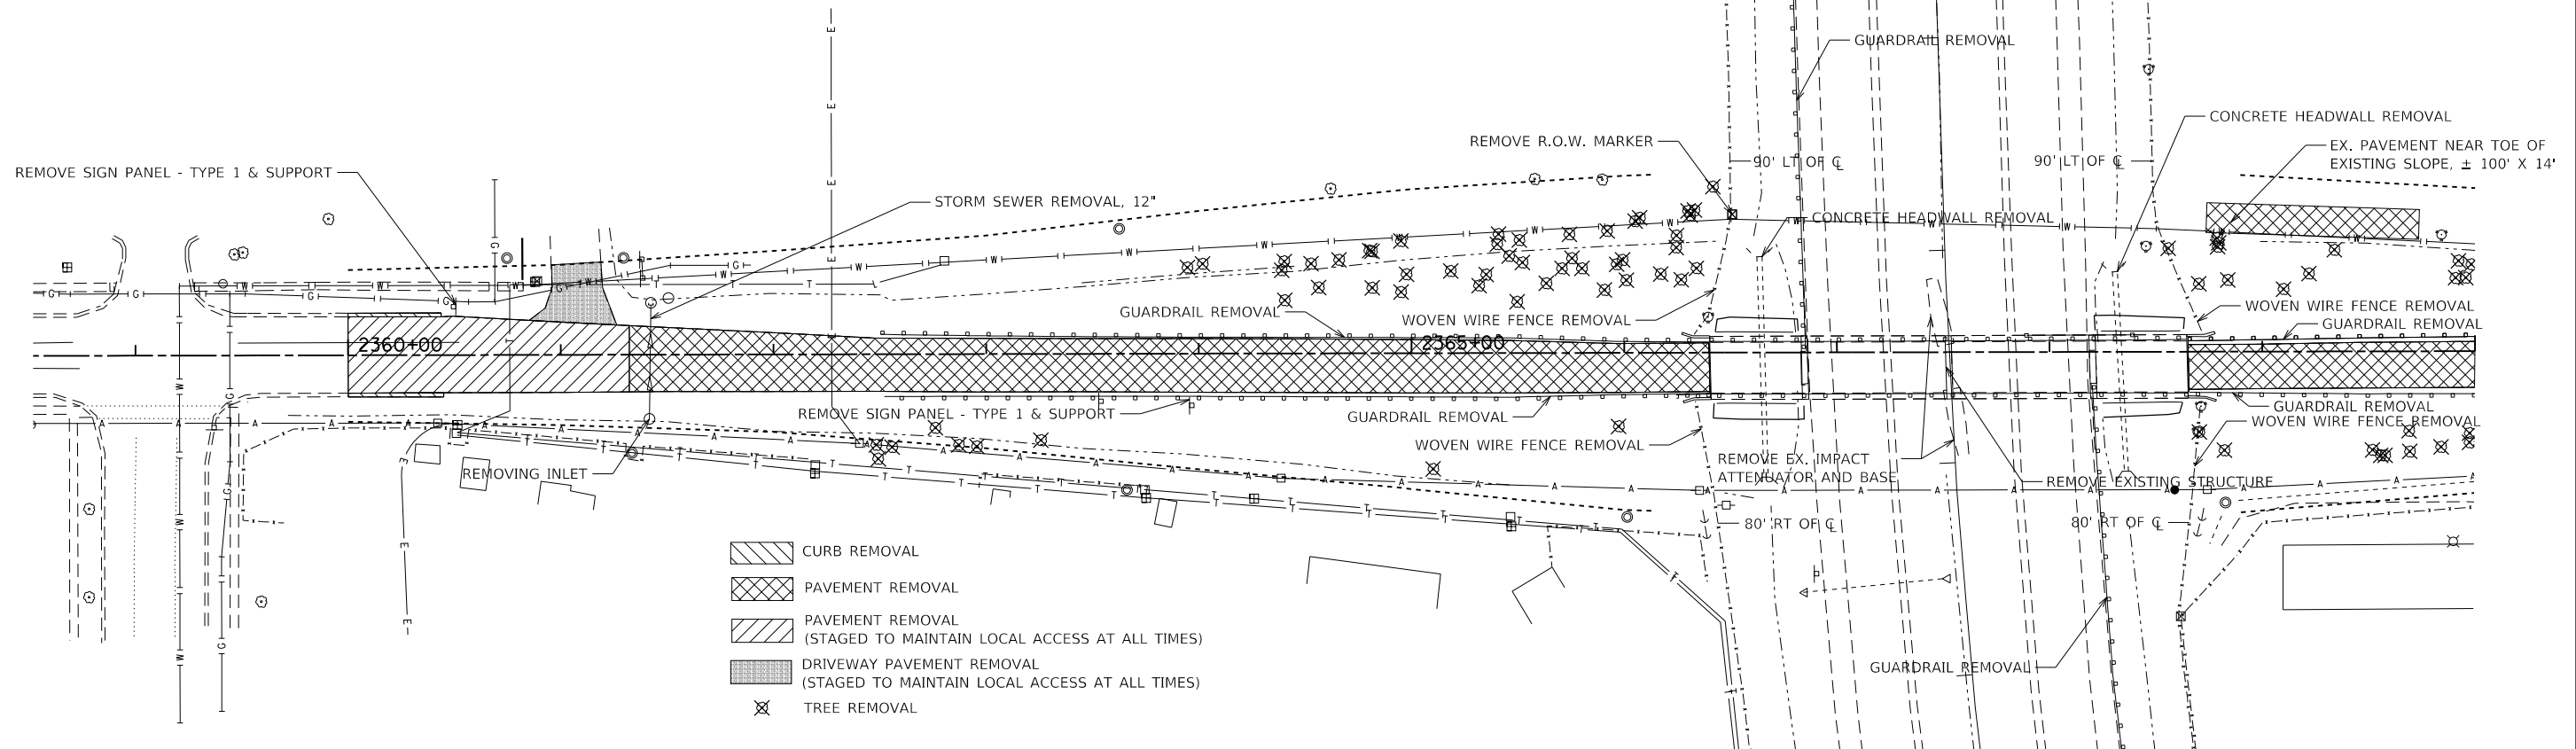 GUARDRAIL REMOVAL
CONCRETE HEADWALL REMOVAL
REMOVE R.O.W. MARKER
EX. PAVEMENT NEAR TOE OF
EXISTING SLOPE, ± 100' X 14'
90' LT OF ℄
90' LT OF ℄
REMOVE SIGN PANEL - TYPE 1 & SUPPORT
STORM SEWER REMOVAL, 12"
CONCRETE HEADWALL REMOVAL
GUARDRAIL REMOVAL
WOVEN WIRE FENCE REMOVAL
WOVEN WIRE FENCE REMOVAL
GUARDRAIL REMOVAL
2360+00
2365+00
REMOVE SIGN PANEL - TYPE 1 & SUPPORT
GUARDRAIL REMOVAL
GUARDRAIL REMOVAL
WOVEN WIRE FENCE REMOVAL
WOVEN WIRE FENCE REMOVAL
REMOVING INLET
REMOVE EX. IMPACT
ATTENUATOR AND BASE
REMOVE EXISTING STRUCTURE
80' RT OF ℄
80' RT OF ℄
CURB REMOVAL
PAVEMENT REMOVAL
PAVEMENT REMOVAL
(STAGED TO MAINTAIN LOCAL ACCESS AT ALL TIMES)
DRIVEWAY PAVEMENT REMOVAL
(STAGED TO MAINTAIN LOCAL ACCESS AT ALL TIMES)
TREE REMOVAL
GUARDRAIL REMOVAL